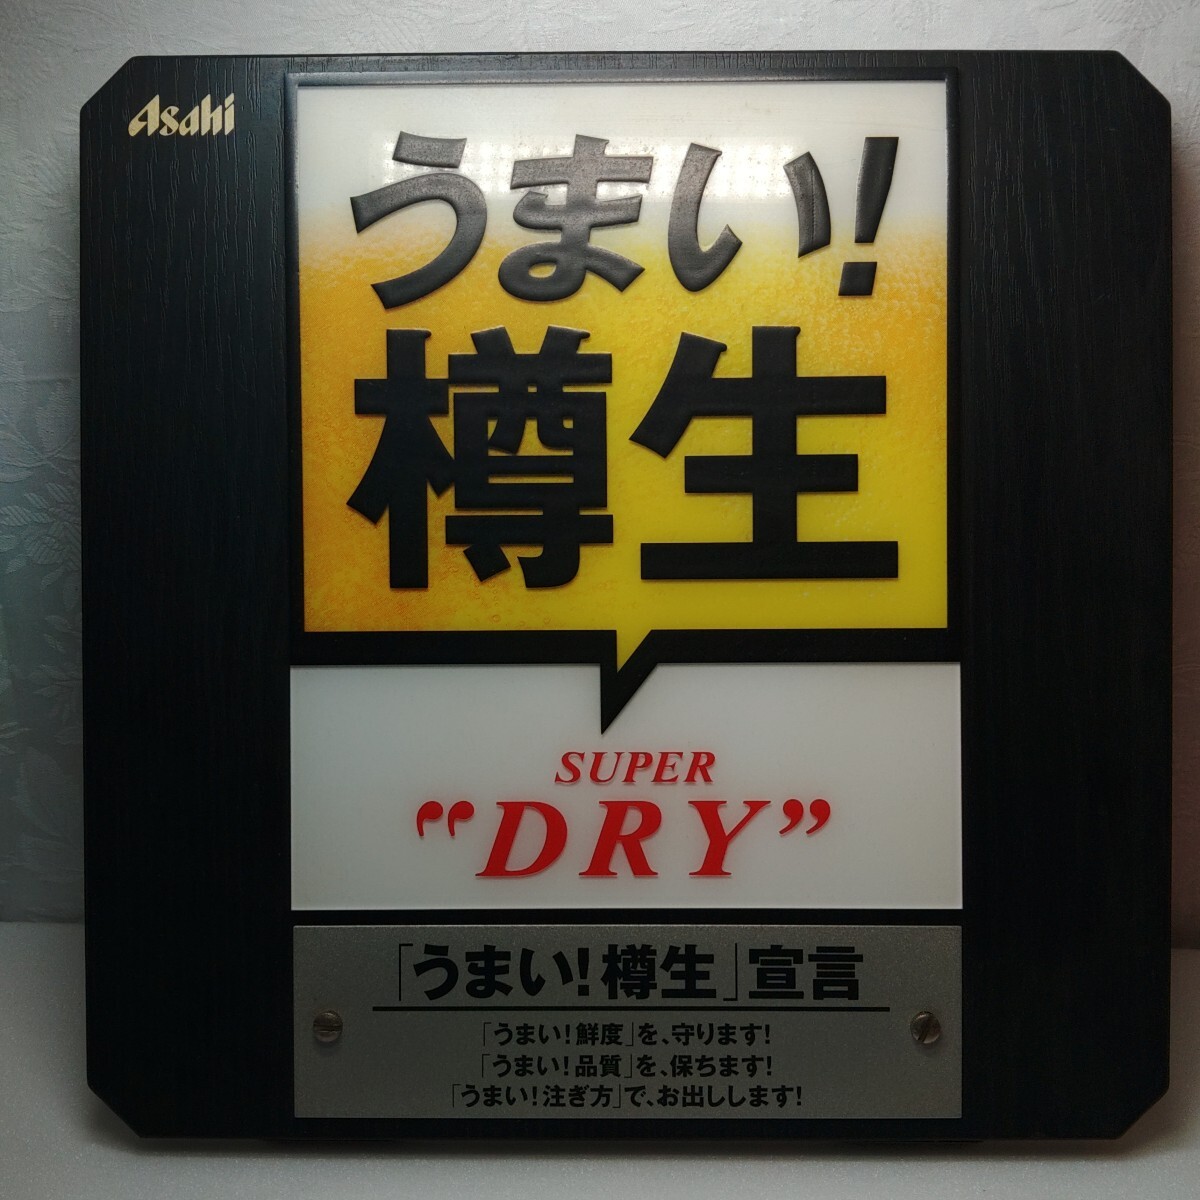 Asahi
うまい!
樽生
SUPER
"DRY"
「うまい!樽生」宣言
「うまい!鮮度」を、守ります!
「うまい!品質」を、保ちます!
「うまい!注ぎ方」で、お出しします!